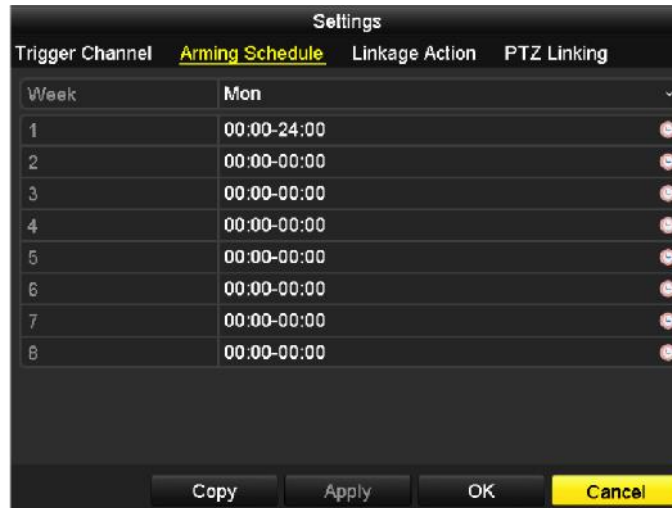 Settings
Trigger Channel Arming Schedule Linkage Action PTZ Linking
Week Mon
1 00:00-24:00
2 00:00-00:00
3 00:00-00:00
4 00:00-00:00
5 00:00-00:00
6 00:00-00:00
7 00:00-00:00
8 00:00-00:00
Copy Apply OK Cancel